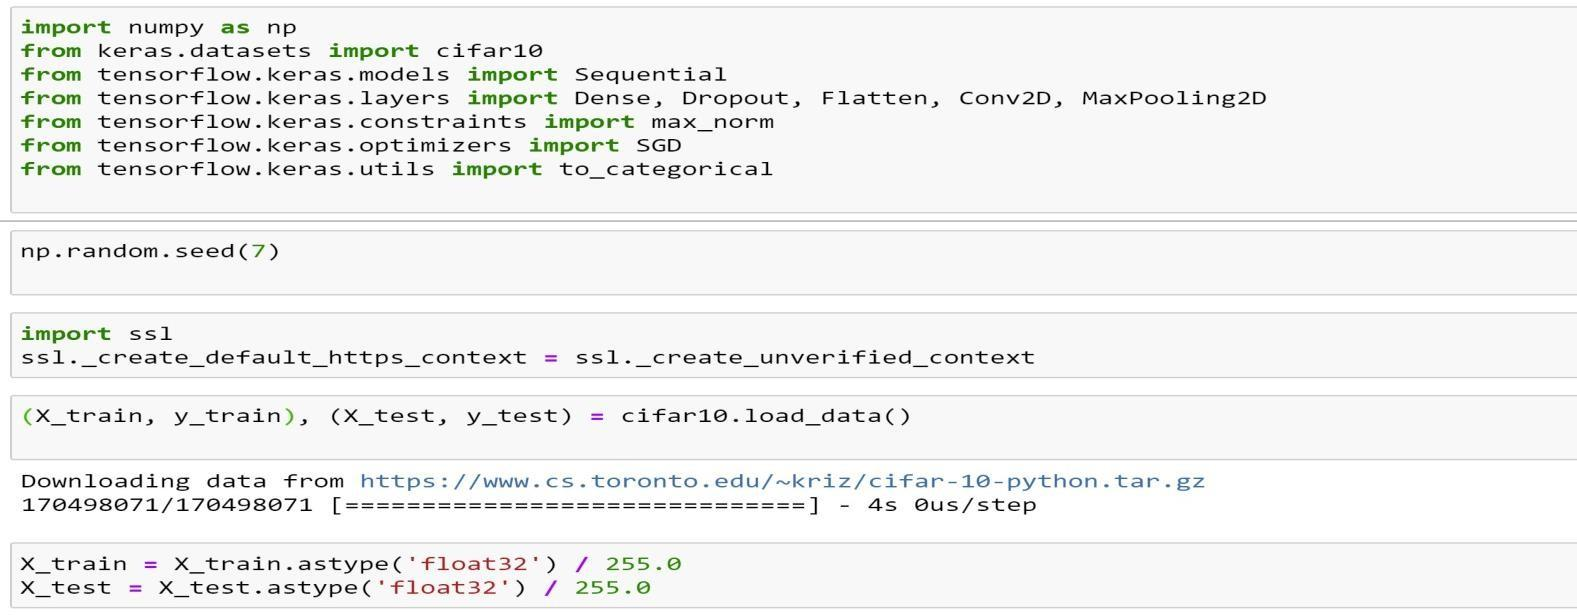 import numpy as np
from keras.datasets import cifar10
from tensorflow.keras.models import Sequential
from tensorflow.keras.layers import Dense, Dropout, Flatten, Conv2D, MaxPooling2D
from tensorflow.keras.constraints import max_norm
from tensorflow.keras.optimizers import SGD
from tensorflow.keras.utils import to_categorical
np.random.seed(7)
import ssl
ssl._create_default_https_context = ssl._create_unverified_context
(X_train, y_train), (X_test, y_test) = cifar10.load_data()
Downloading data from https://www.cs.toronto.edu/~kriz/cifar-10-python.tar.gz
170498071/170498071 [==============================] - 4s 0us/step
X_train = X_train.astype('float32') / 255.0
X_test = X_test.astype('float32') / 255.0